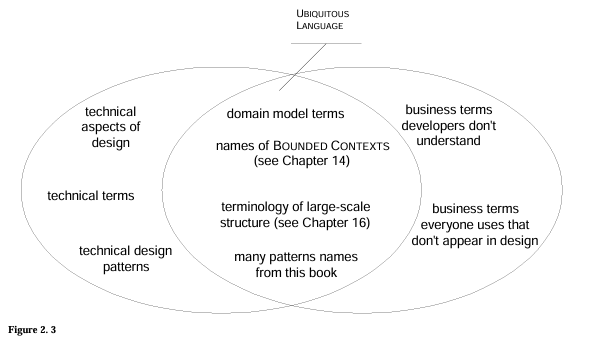 UBIQUITOUS
LANGUAGE
technical
aspects of
design
technical terms
technical design
patterns
domain model terms
names of BOUNDED CONTEXTS
(see Chapter 14)
terminology of large-scale
structure (see Chapter 16)
many patterns names
from this book
business terms
developers don't
understand
business terms
everyone uses that
don't appear in design
Figure 2. 3